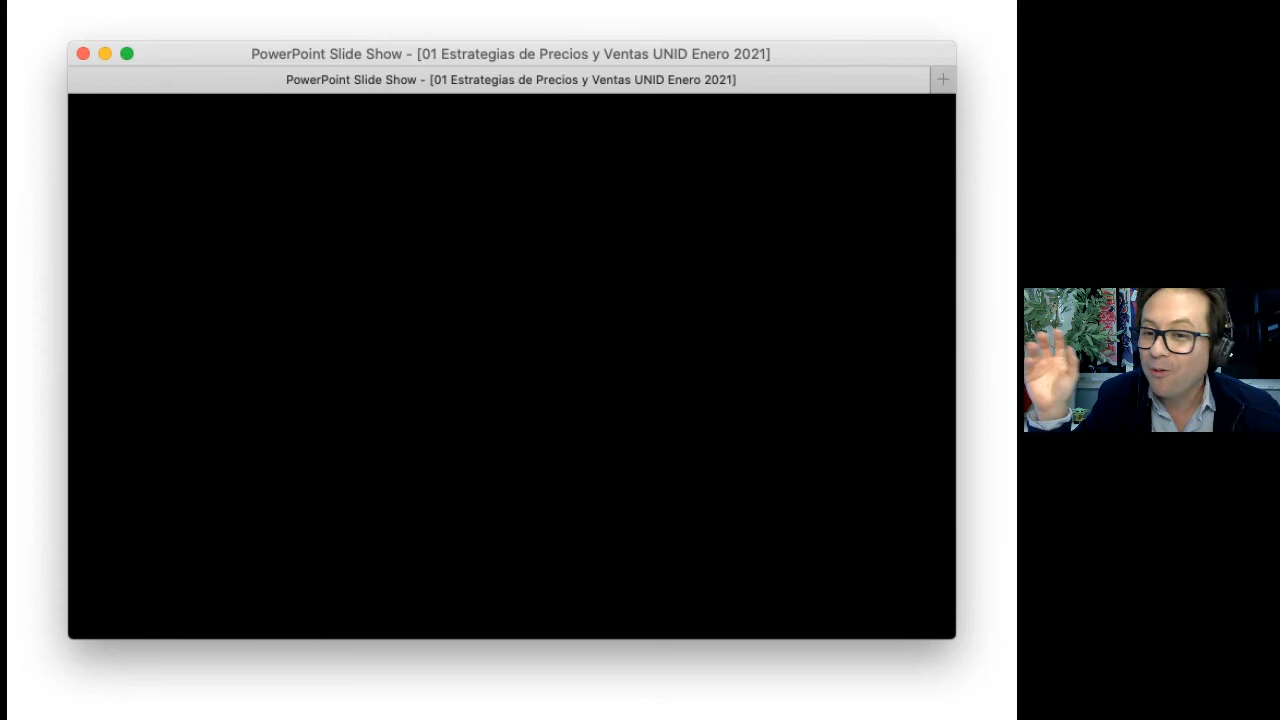 PowerPoint Slide Show - [01 Estrategias de Precios y Ventas UNID Enero 2021]
PowerPoint Slide Show - [01 Estrategias de Precios y Ventas UNID Enero 2021]